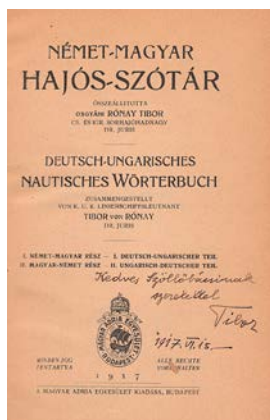 NÉMET-MAGYAR
HAJÓS-SZÓTÁR
ÖSSZEÁLLITOTTA
RÓNAY TIBOR
CS. ÉS KIR. SORHAJÓHADNAGY
DR. JURIS
DEUTSCH-UNGARISCHES
NAUTISCHES WÖRTERBUCH
ZUSAMMENGESTELLT
VON K. U. K. LINIENSCHIFFSLEUTNANT
TIBOR VON RÓNAY
DR. JURIS
I. NÉMET-MAGYAR RÉSZ — I. DEUTSCH-UNGARISCHER TEIL
II. MAGYAR-NÉMET RÉSZ — II. UNGARISCH-DEUTSCHER TEIL
Kedves
szeretettel
Tibor
1917. VI. 15.
MINDEN JOG ALLE RECHTE
FENTARTVA VORBEHALTEN
1917
A MAGYAR ADRIA EGYESÜLET KIADÁSA, BUDAPEST